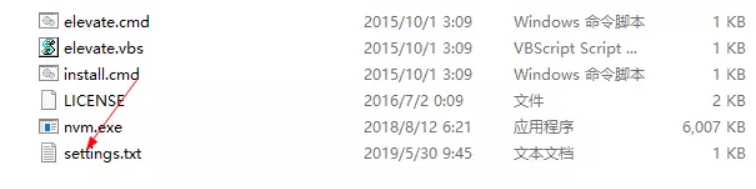 elevate.cmd 2015/10/1 3:09 Windows 命令脚本 1 KB
elevate.vbs 2015/10/1 3:09 VBScript Script ... 1 KB
install.cmd 2015/10/1 3:09 Windows 命令脚本 1 KB
LICENSE 2016/7/2 0:09 文件 2 KB
nvm.exe 2018/8/12 6:21 应用程序 6,007 KB
settings.txt 2019/5/30 9:45 文本文档 1 KB